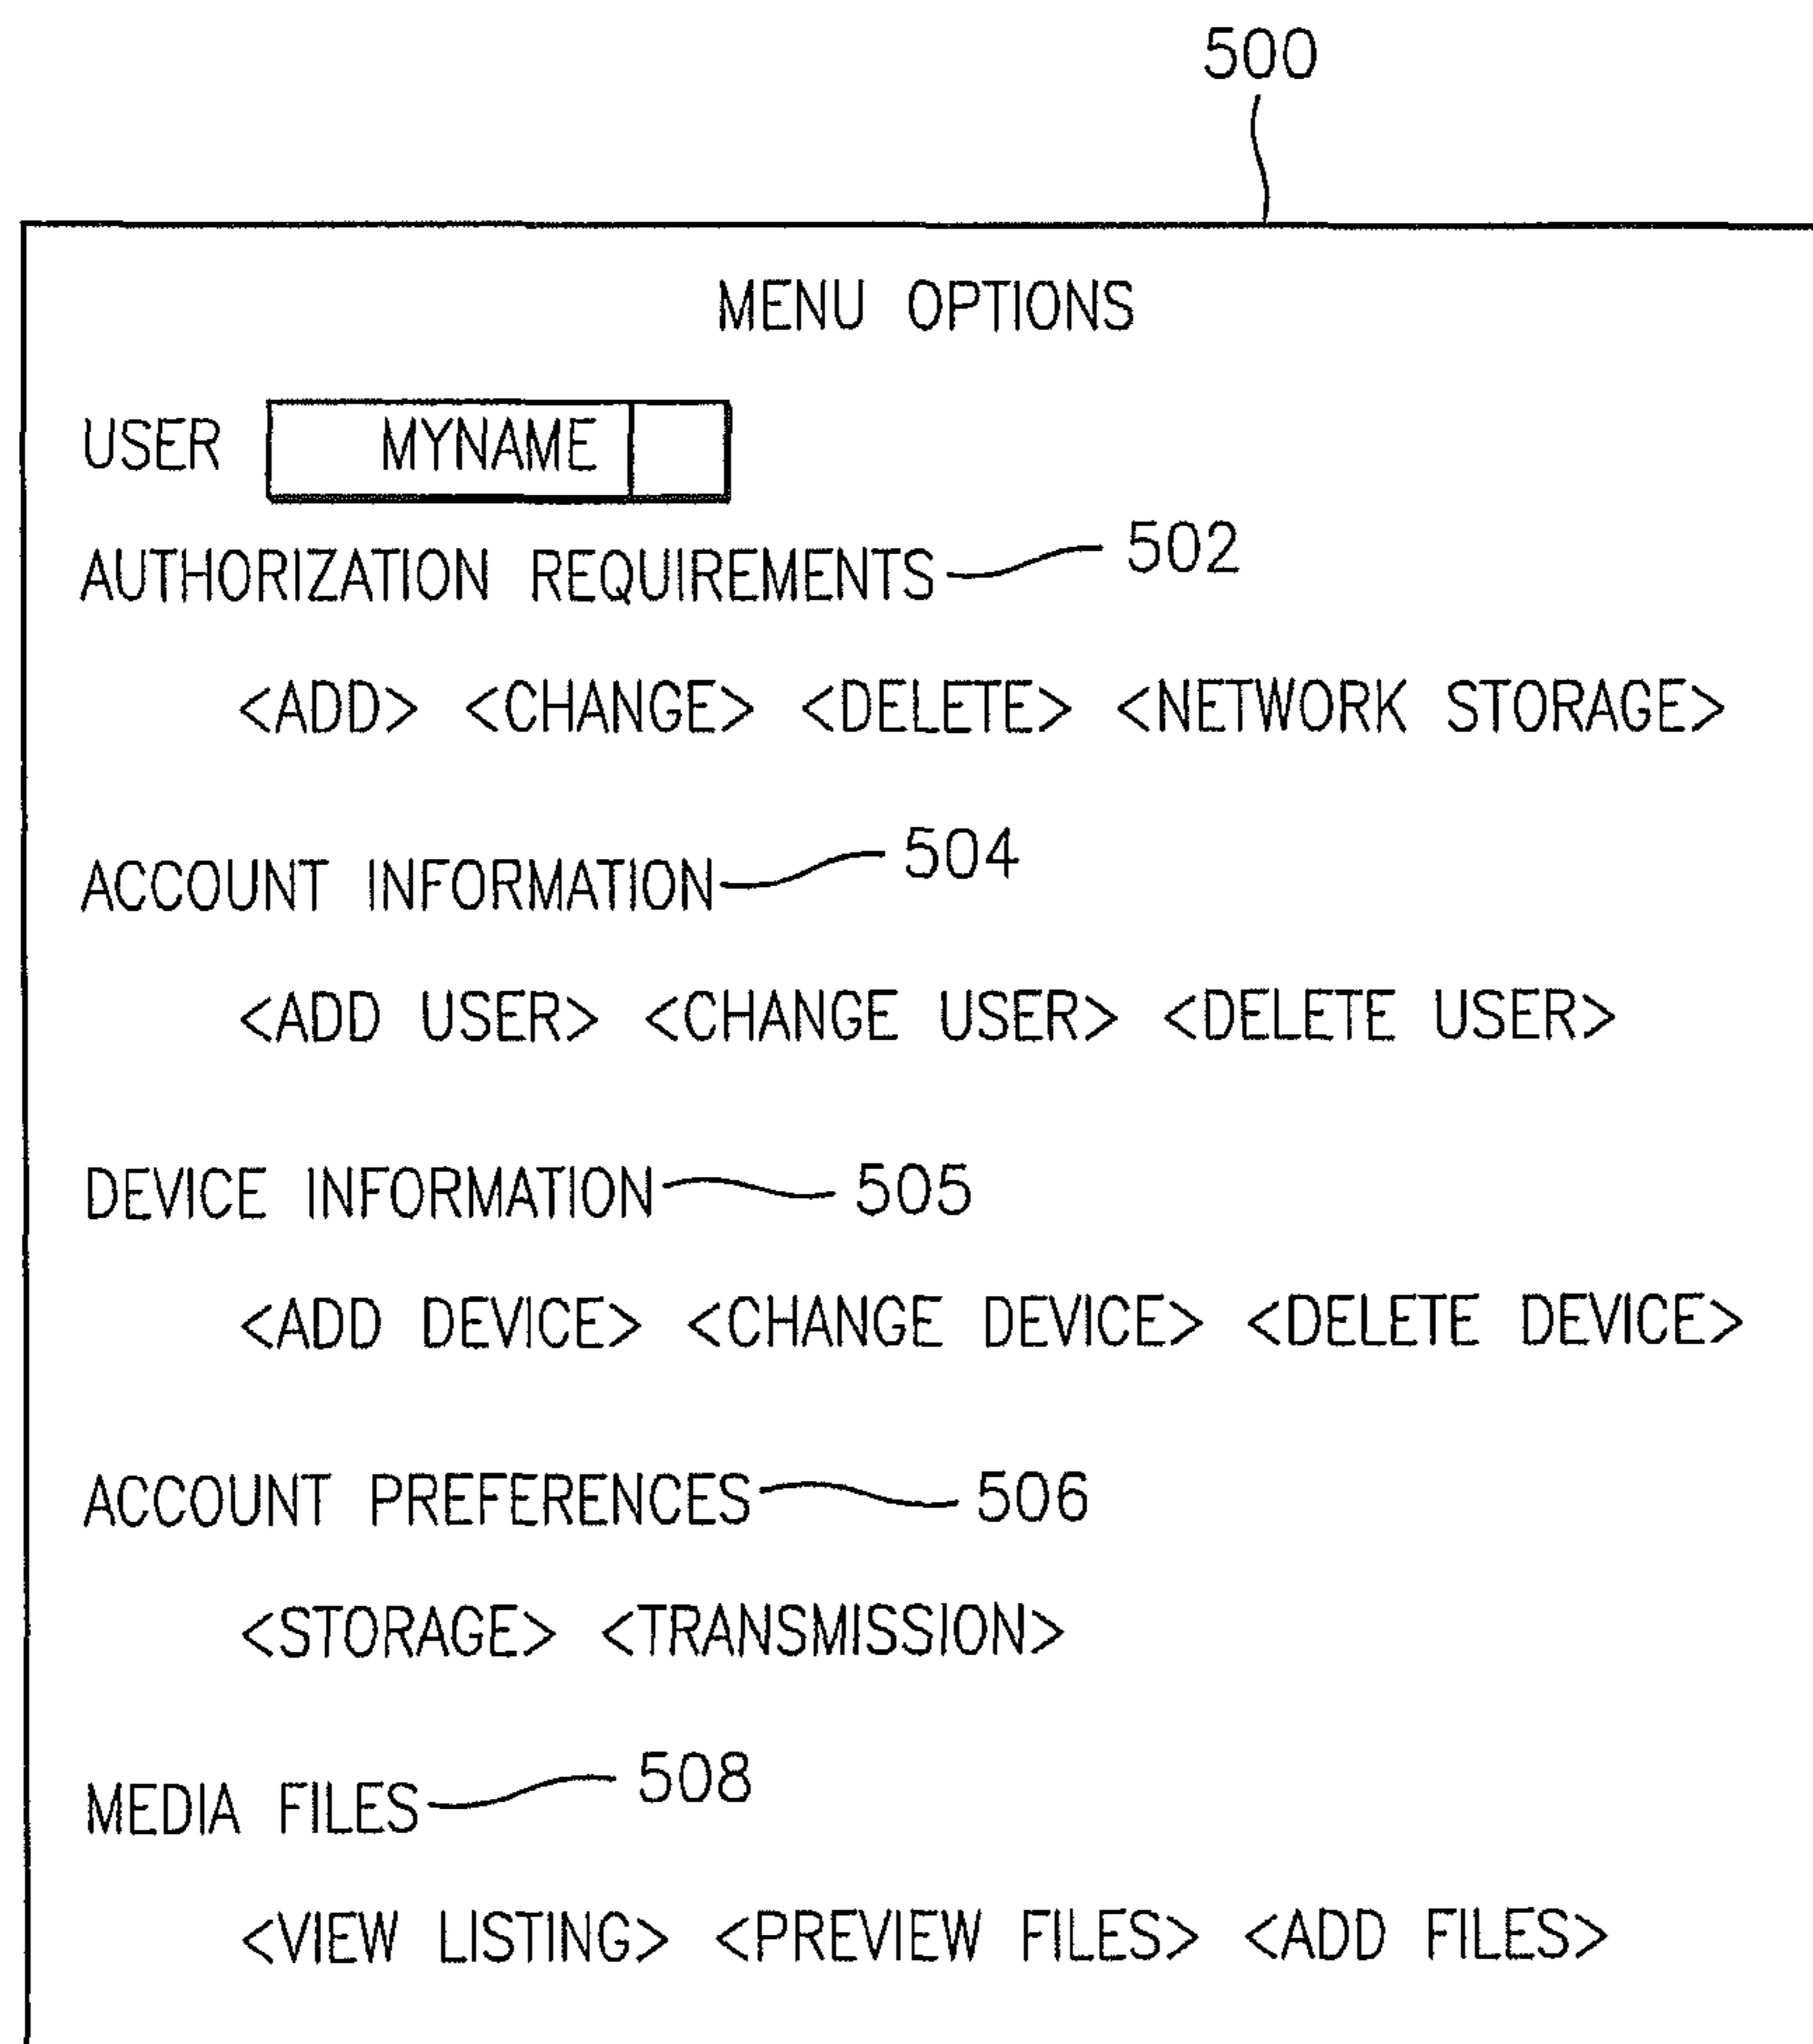 500
MENU OPTIONS
USER MYNAME
AUTHORIZATION REQUIREMENTS 502
<ADD> <CHANGE> <DELETE> <NETWORK STORAGE>
ACCOUNT INFORMATION 504
<ADD USER> <CHANGE USER> <DELETE USER>
DEVICE INFORMATION 505
<ADD DEVICE> <CHANGE DEVICE> <DELETE DEVICE>
ACCOUNT PREFERENCES 506
<STORAGE> <TRANSMISSION>
MEDIA FILES 508
<VIEW LISTING> <PREVIEW FILES> <ADD FILES>